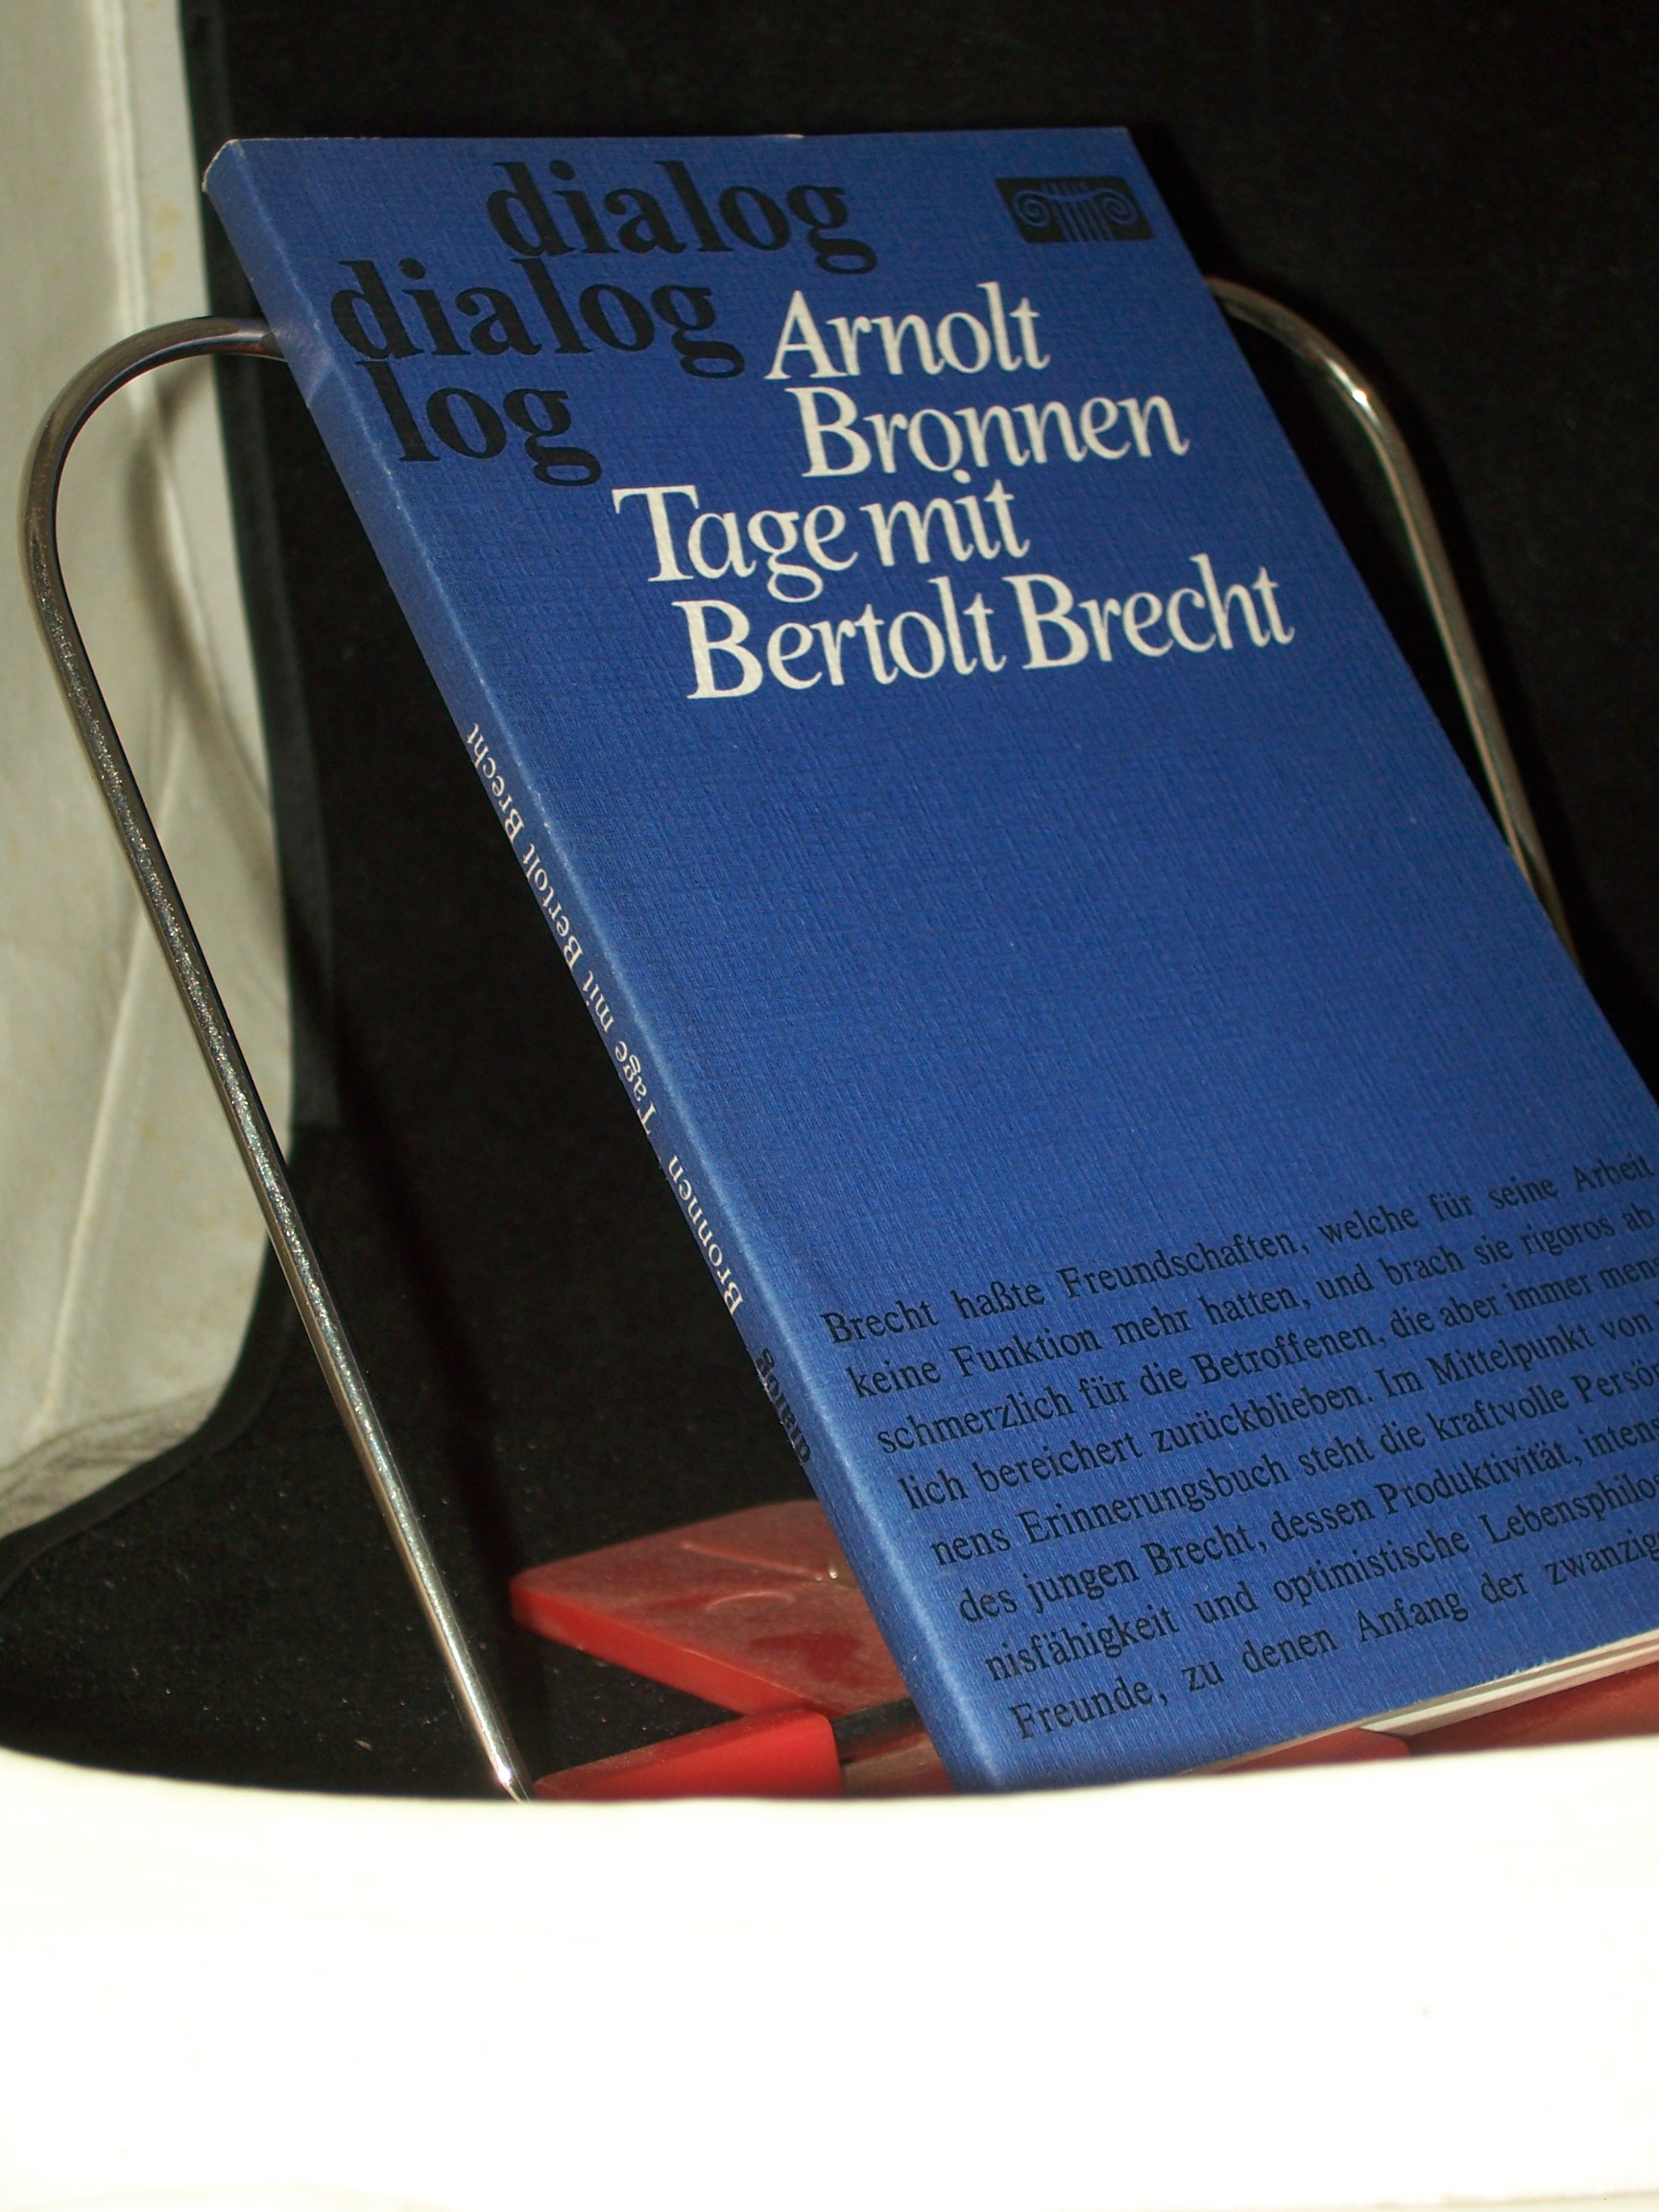 dialog
dialog
log
Arnolt
Bronnen
Tage mit
Bertolt Brecht
Bronnen Tage mit Bertolt Brecht
dialog
Brecht haßte Freundschaften, welche für seine Arbeit
keine Funktion mehr hatten, und brach sie rigoros ab
schmerzlich für die Betroffenen, die aber immer
lich bereichert zurückblieben. Im Mittelpunkt von
nens Erinnerungsbuch steht die kraftvolle
des jungen Brecht, dessen Produktivität,
nisfähigkeit und optimistische
Freunde, zu denen Anfang der